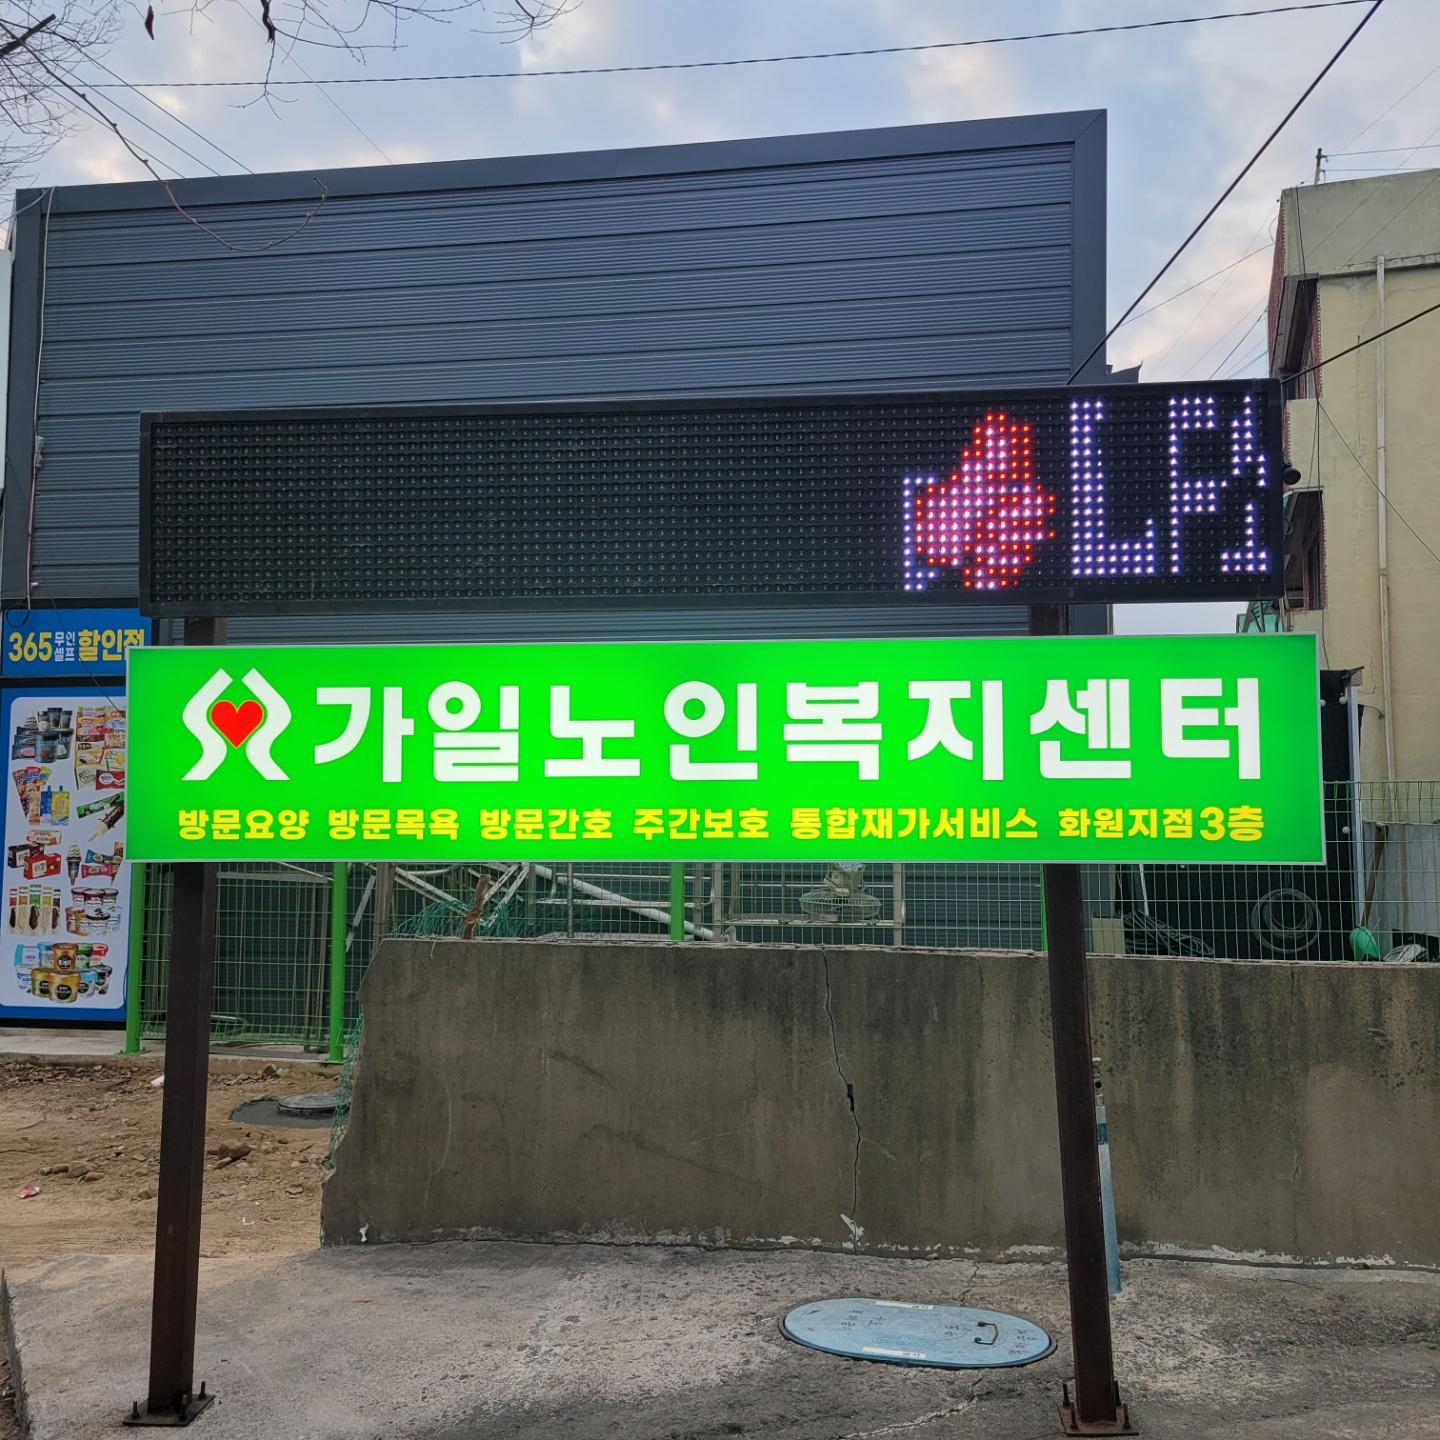 365 무인 셀프 할인점
가일노인복지센터
방문요양 방문목욕 방문간호 주간보호 통합재가서비스 화원지점3층